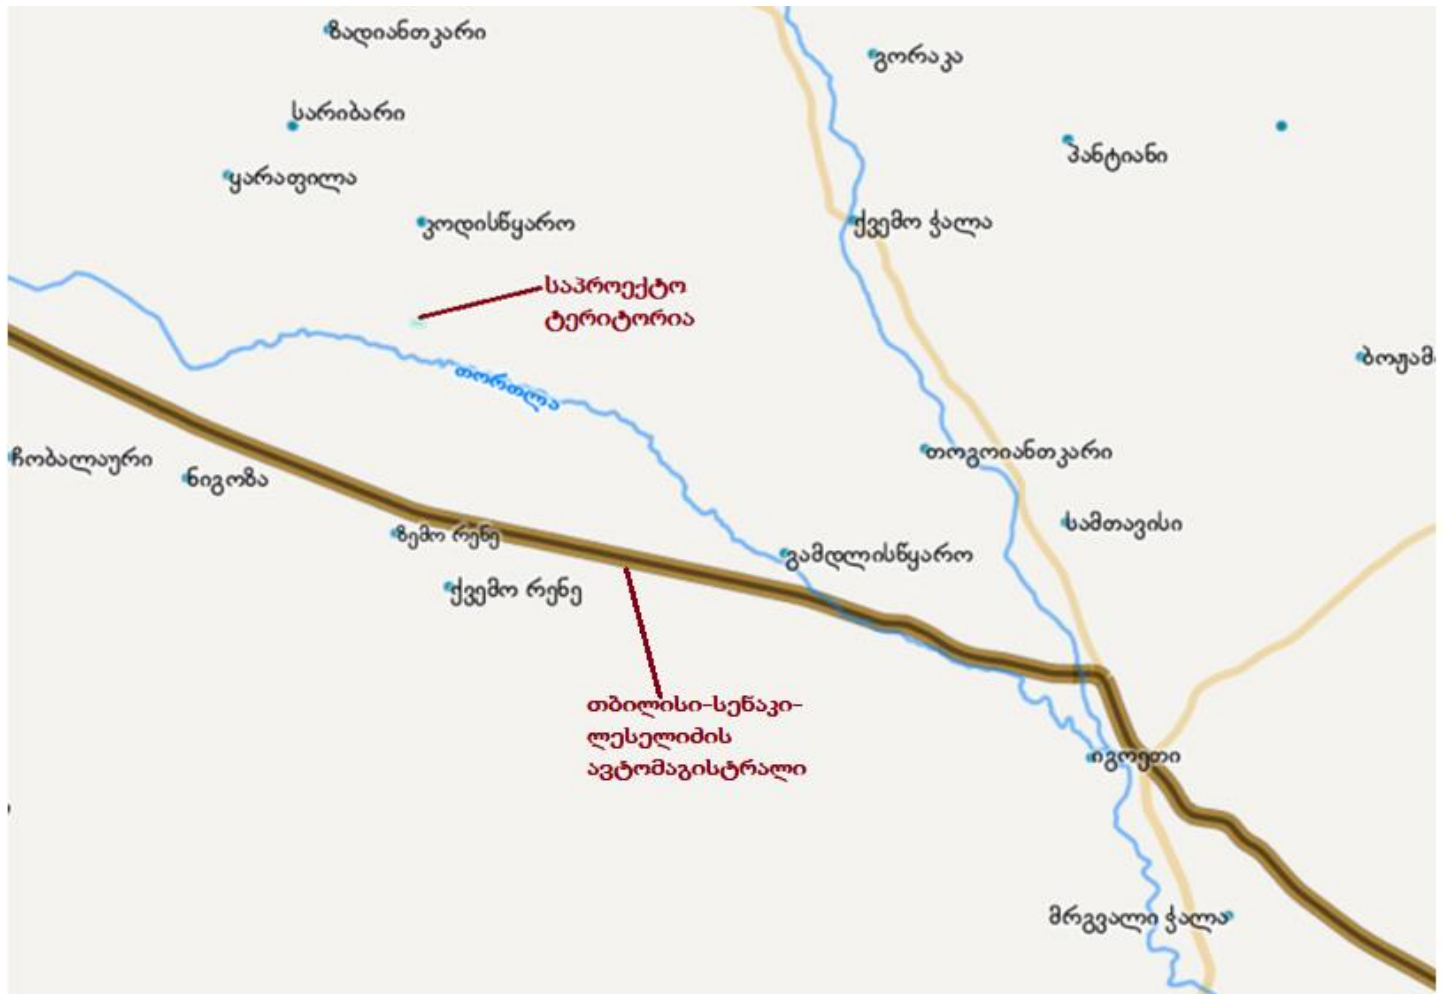 ზადიანთკარი
გორაკა
სარიბარი
პანტიანი
ყარაფილა
კოდისწყარო
ქვემო ჭალა
საპროექტო
ტერიტორია
ბოჟამი
თორთლა
თოგოიანთკარი
ჩობალაური
ნიგოზა
სამთავისი
ზემო რენე
გამდლისწყარო
ქვემო რენე
თბილისი-სენაკი-
ლესელიძის
ავტომაგისტრალი
იგოეთი
მრგვალი ჭალა